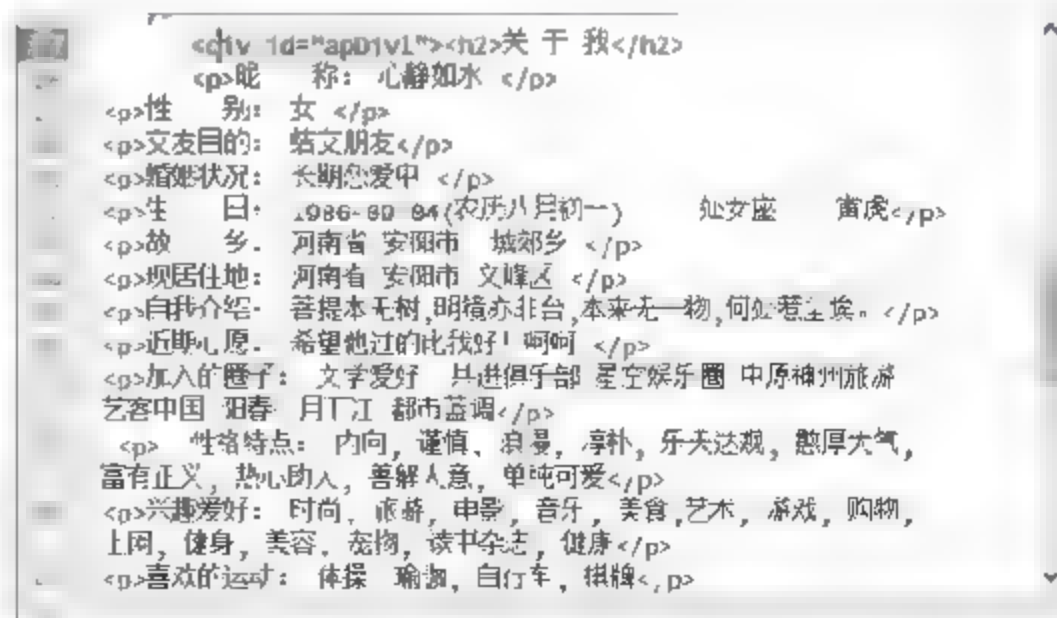 <div id="apDiv1"><h2>关 于 我</h2>
<p>昵 称: 心静如水 </p>
<p>性 别: 女 </p>
<p>交友目的: 结交朋友</p>
<p>婚姻状况: 长期恋爱中 </p>
<p>生 日: (农历八月初一) 处女座 寅虎</p>
<p>故 乡: 河南省 安阳市 城郊乡 </p>
<p>现居住地: 河南省 安阳市 文峰区 </p>
<p>自我介绍: 菩提本无树,明镜亦非台,本来无一物,何处惹尘埃。</p>
<p>近期心愿: 希望他过的比我好!呵呵 </p>
<p>加入的圈子: 文学爱好 共进俱乐部 星空娱乐圈 中原神州旅游
艺客中国 阳春 月下江 都市蓝调</p>
<p> 性格特点: 内向, 谨慎, 浪漫, 淳朴, 乐天达观, 憨厚大气,
富有正义, 热心助人, 善解人意, 单纯可爱</p>
<p>兴趣爱好: 时尚, 旅游, 电影, 音乐, 美食,艺术, 游戏, 购物,
上网, 健身, 美容, 宠物, 读书杂志, 健康</p>
<p>喜欢的运动: 体操 瑜伽, 自行车, 棋牌</p>